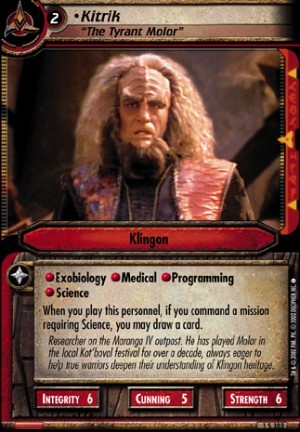 2
•Kitrik
"The Tyrant Molor"
Klingon
•Exobiology •Medical •Programming
•Science
When you play this personnel, if you command a mission
requiring Science, you may draw a card.
Researcher on the Maranga IV outpost. He has played Molor in
the local Kot'baval festival for over a decade, always eager to
help true warriors deepen their understanding of Klingon heritage.
INTEGRITY 6
CUNNING 5
STRENGTH 6